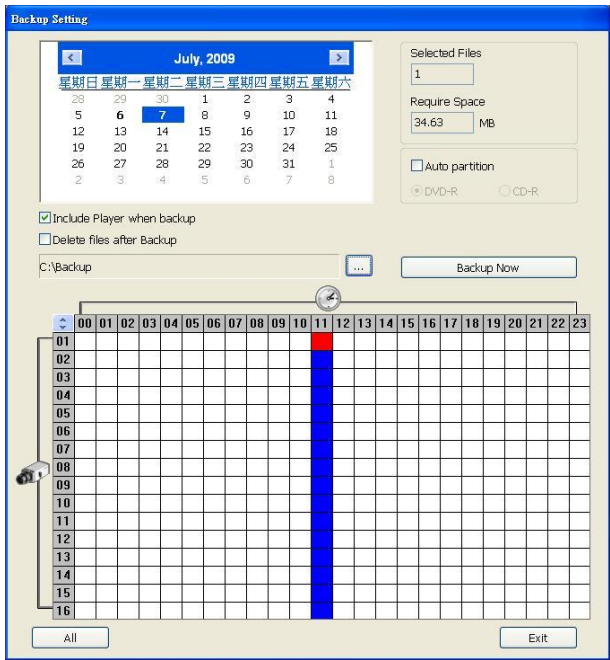 Backup Setting
July, 2009
星期日 星期一 星期二 星期三 星期四 星期五 星期六
28 29 30 1 2 3 4
5 6 7 8 9 10 11
12 13 14 15 16 17 18
19 20 21 22 23 24 25
26 27 28 29 30 31 1
2 3 4 5 6 7 8
Selected Files
1
Require Space
34.63 MB
Auto partition
DVD-R CD-R
Include Player when backup
Delete files after Backup
C:\Backup ... Backup Now
00 01 02 03 04 05 06 07 08 09 10 11 12 13 14 15 16 17 18 19 20 21 22 23
01
02
03
04
05
06
07
08
09
10
11
12
13
14
15
16
All Exit